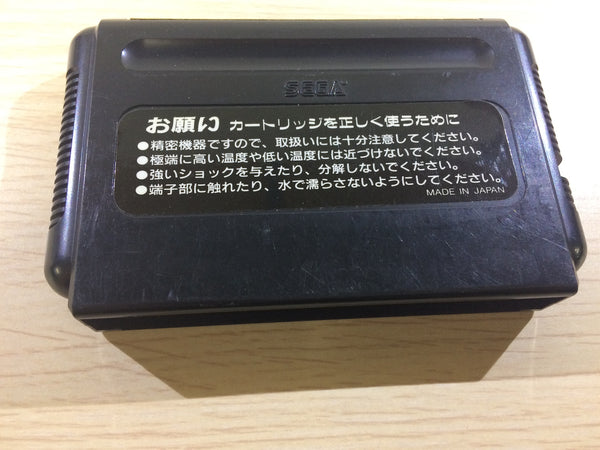 SEGA
お願い カートリッジを正しく使うために
●精密機器ですので、取扱いには十分注意してください。
●極端に高い温度や低い温度には近づけないでください。
●強いショックを与えたり、分解しないでください。
●端子部に触れたり、水で濡らさないようにしてください。
MADE IN JAPAN